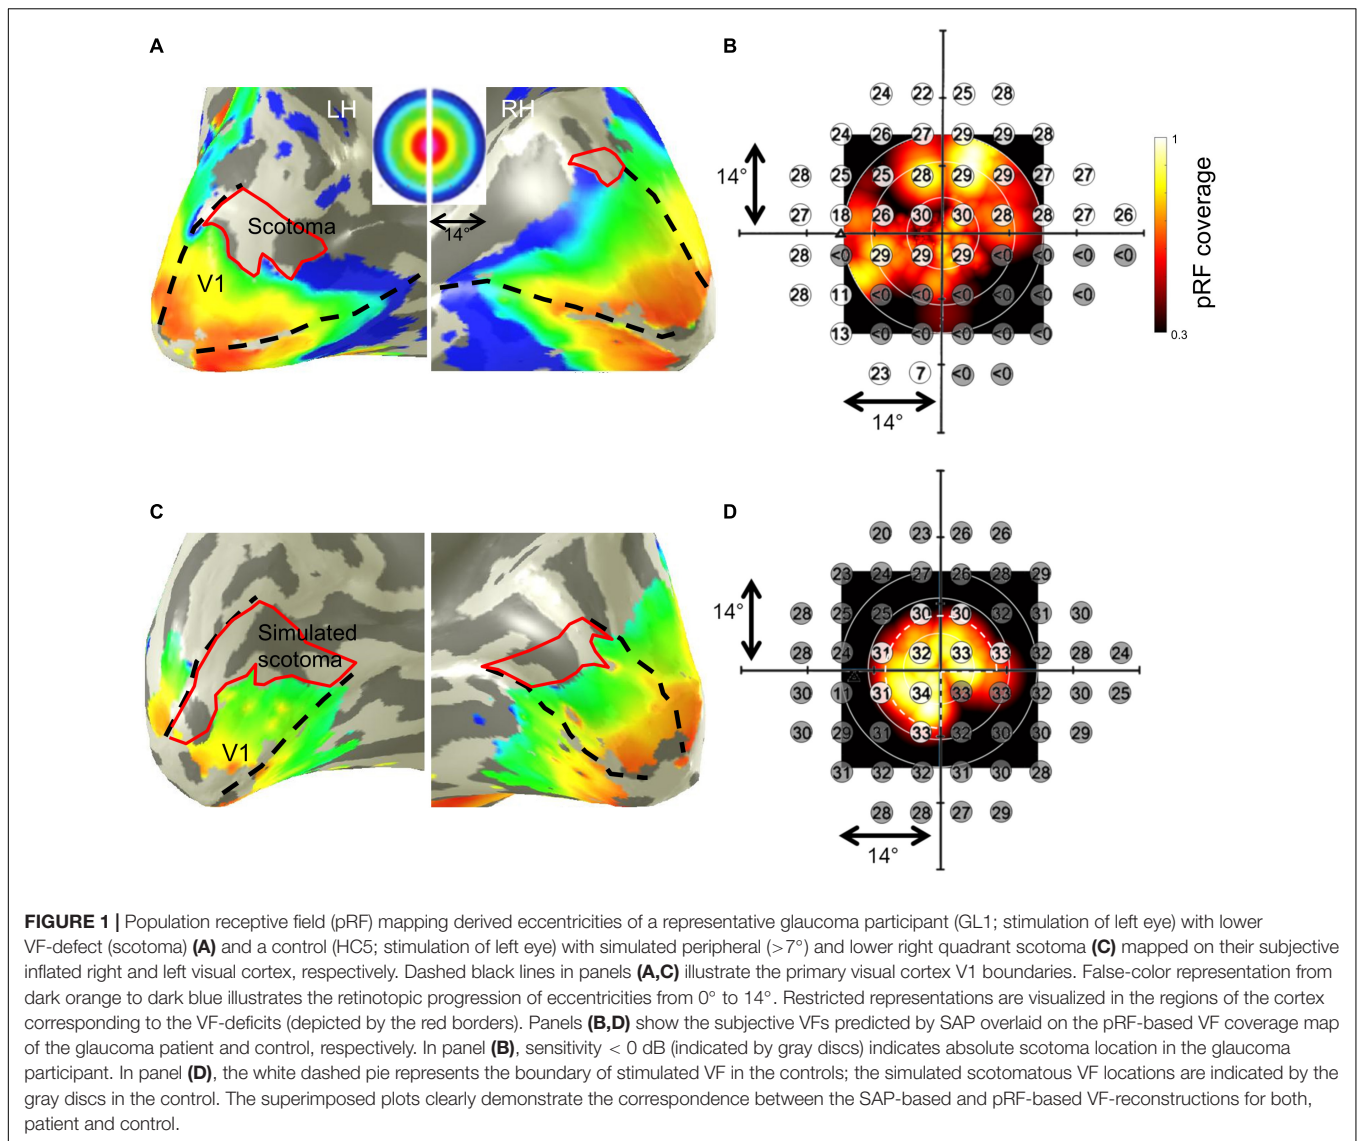 A
LH
RH
14°
Scotoma
V1
B
24 22 25 28
24 26 27 29 29 28
28 25 25 28 29 29 27 27
27 18 26 30 30 28 28 27 26
28 <0 29 29 29 <0 <0 <0 <0
28 11 <0 <0 <0 <0 <0 <0
13 <0 <0 <0 <0 <0
23 7 <0 <0
14°
14°
1
pRF coverage
0.3
C
Simulated
scotoma
V1
D
20 23 26 26
23 24 27 26 28 29
28 25 25 30 30 32 31 30
28 24 31 32 33 33 32 28 24
30 11 31 34 33 33 32 30 25
30 29 31 33 32 30 30 29
31 32 32 31 30 28
28 28 27 29
14°
14°
FIGURE 1 | Population receptive field (pRF) mapping derived eccentricities of a representative glaucoma participant (GL1; stimulation of left eye) with lower
VF-defect (scotoma) (A) and a control (HC5; stimulation of left eye) with simulated peripheral (>7°) and lower right quadrant scotoma (C) mapped on their subjective
inflated right and left visual cortex, respectively. Dashed black lines in panels (A,C) illustrate the primary visual cortex V1 boundaries. False-color representation from
dark orange to dark blue illustrates the retinotopic progression of eccentricities from 0° to 14°. Restricted representations are visualized in the regions of the cortex
corresponding to the VF-deficits (depicted by the red borders). Panels (B,D) show the subjective VFs predicted by SAP overlaid on the pRF-based VF coverage map
of the glaucoma patient and control, respectively. In panel (B), sensitivity < 0 dB (indicated by gray discs) indicates absolute scotoma location in the glaucoma
participant. In panel (D), the white dashed pie represents the boundary of stimulated VF in the controls; the simulated scotomatous VF locations are indicated by the
gray discs in the control. The superimposed plots clearly demonstrate the correspondence between the SAP-based and pRF-based VF-reconstructions for both,
patient and control.